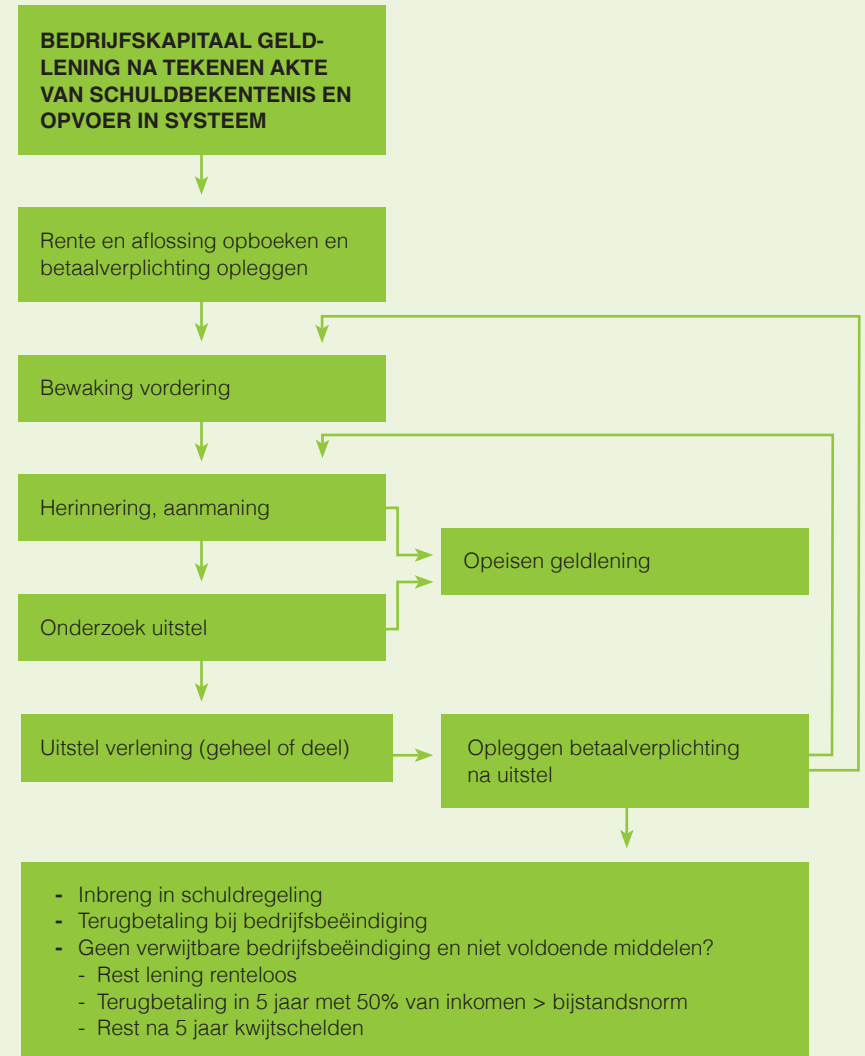 BEDRIJFSKAPITAAL GELD-
LENING NA TEKENEN AKTE
VAN SCHULDBEKENTENIS EN
OPVOER IN SYSTEEM
Rente en aflossing opboeken en
betaalverplichting opleggen
Bewaking vordering
Herinnering, aanmaning
Opeisen geldlening
Onderzoek uitstel
Uitstel verlening (geheel of deel)
Opleggen betaalverplichting
na uitstel
- Inbreng in schuldregeling
- Terugbetaling bij bedrijfsbeëindiging
- Geen verwijtbare bedrijfsbeëindiging en niet voldoende middelen?
- Rest lening renteloos
- Terugbetaling in 5 jaar met 50% van inkomen > bijstandsnorm
- Rest na 5 jaar kwijtschelden